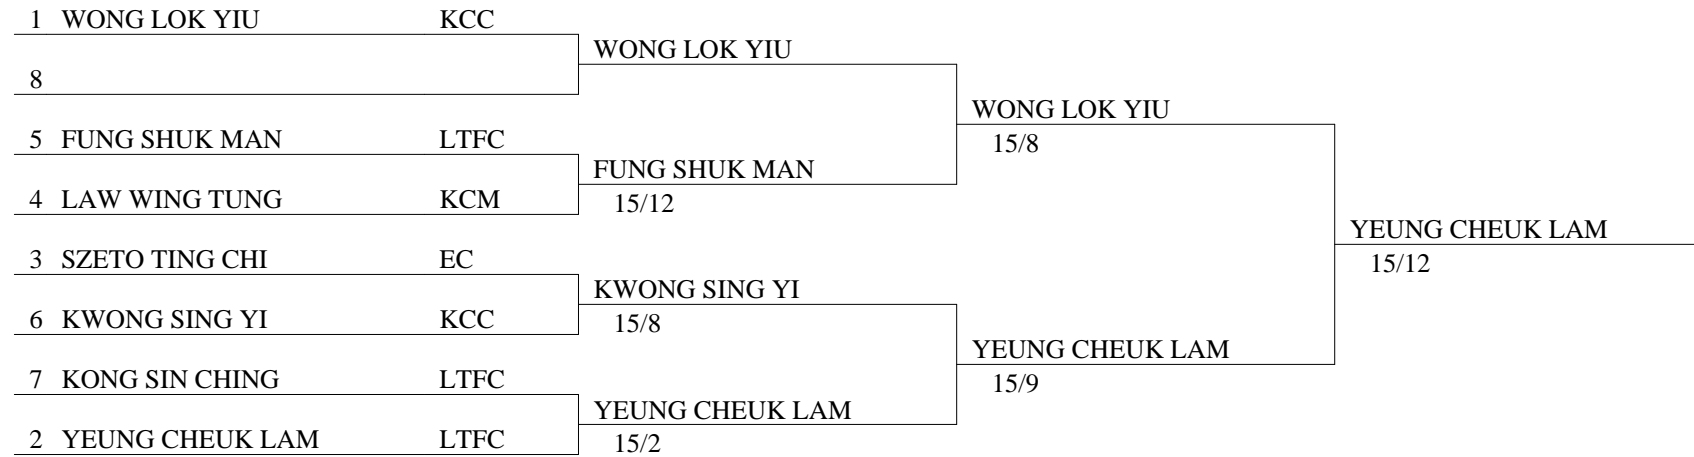 1 WONG LOK YIU KCC
WONG LOK YIU
8
WONG LOK YIU
15/8
5 FUNG SHUK MAN LTFC
FUNG SHUK MAN
15/12
4 LAW WING TUNG KCM
YEUNG CHEUK LAM
15/12
3 SZETO TING CHI EC
KWONG SING YI
15/8
6 KWONG SING YI KCC
YEUNG CHEUK LAM
15/9
7 KONG SIN CHING LTFC
YEUNG CHEUK LAM
15/2
2 YEUNG CHEUK LAM LTFC